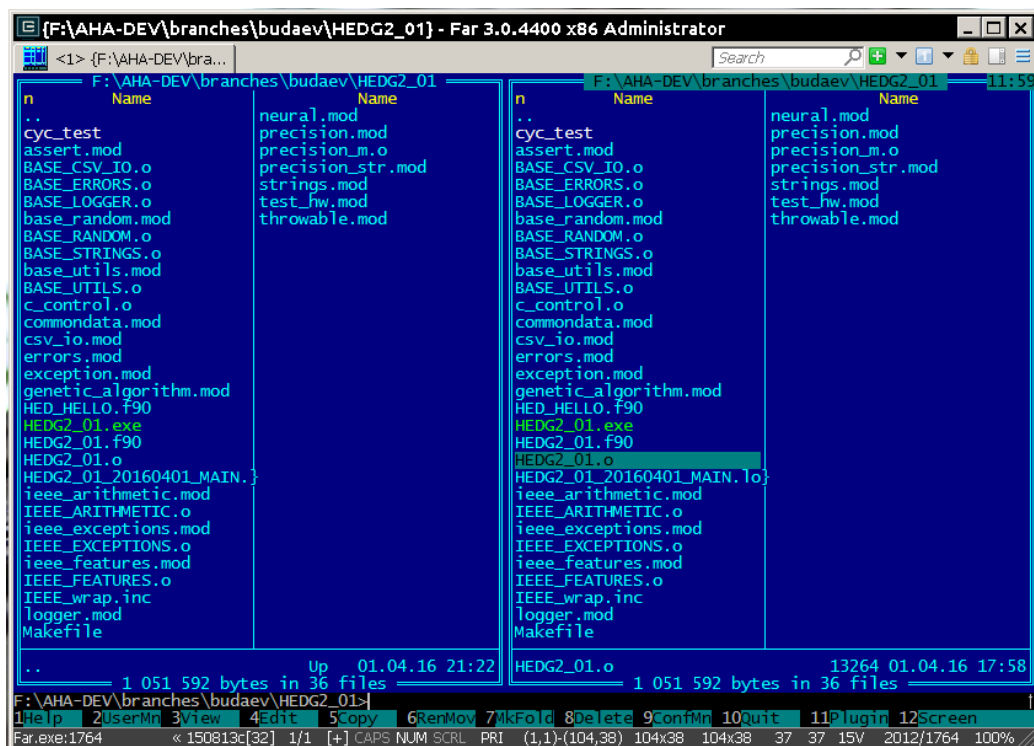 {F:\AHA-DEV\branches\budaev\HEDG2_01} - Far 3.0.4400 x86 Administrator
<1> {F:\AHA-DEV\bra...
Search
F:\AHA-DEV\branches\budaev\HEDG2_01
n Name Name
..
cyc_test
assert.mod
BASE_CSV_IO.o
BASE_ERRORS.o
BASE_LOGGER.o
base_random.mod
BASE_RANDOM.o
BASE_STRINGS.o
base_utils.mod
BASE_UTILS.o
c_control.o
commondata.mod
csv_io.mod
errors.mod
exception.mod
genetic_algorithm.mod
HED_HELLO.f90
HEDG2_01.exe
HEDG2_01.f90
HEDG2_01.o
HEDG2_01_20160401_MAIN.}
ieee_arithmetic.mod
IEEE_ARITHMETIC.o
ieee_exceptions.mod
IEEE_EXCEPTIONS.o
ieee_features.mod
IEEE_FEATURES.o
IEEE_wrap.inc
logger.mod
Makefile
neural.mod
precision.mod
precision_m.o
precision_str.mod
strings.mod
test_hw.mod
throwable.mod
.. Up 01.04.16 21:22
1 051 592 bytes in 36 files
F:\AHA-DEV\branches\budaev\HEDG2_01 11:59
n Name Name
..
cyc_test
assert.mod
BASE_CSV_IO.o
BASE_ERRORS.o
BASE_LOGGER.o
base_random.mod
BASE_RANDOM.o
BASE_STRINGS.o
base_utils.mod
BASE_UTILS.o
c_control.o
commondata.mod
csv_io.mod
errors.mod
exception.mod
genetic_algorithm.mod
HED_HELLO.f90
HEDG2_01.exe
HEDG2_01.f90
HEDG2_01.o
HEDG2_01_20160401_MAIN.lo}
ieee_arithmetic.mod
IEEE_ARITHMETIC.o
ieee_exceptions.mod
IEEE_EXCEPTIONS.o
ieee_features.mod
IEEE_FEATURES.o
IEEE_wrap.inc
logger.mod
Makefile
neural.mod
precision.mod
precision_m.o
precision_str.mod
strings.mod
test_hw.mod
throwable.mod
HEDG2_01.o 13264 01.04.16 17:58
1 051 592 bytes in 36 files
F:\AHA-DEV\branches\budaev\HEDG2_01>
1Help 2UserMn 3View 4Edit 5Copy 6RenMov 7MkFold 8Delete 9ConfMn 10Quit 11Plugin 12Screen
Far.exe:1764 « 150813c[32] 1/1 [+] CAPS NUM SCRL PRI (1,1)-(104,38) 104x38 104x38 37 37 15V 2012/1764 100%